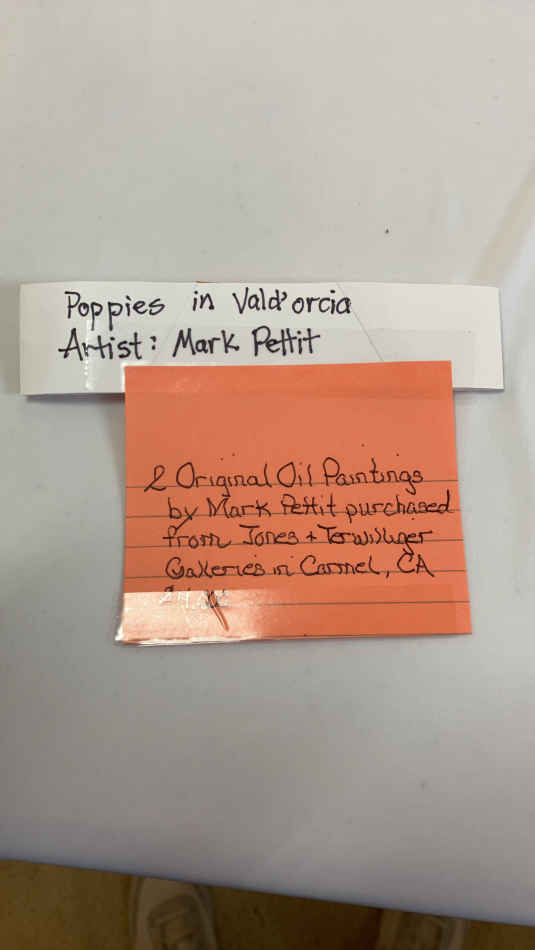 Poppies in Vald'orcia
Artist: Mark Pettit
2 Original Oil Paintings
by Mark Pettit purchased
from Jones + Terwilliger
Galleries in Carmel, CA